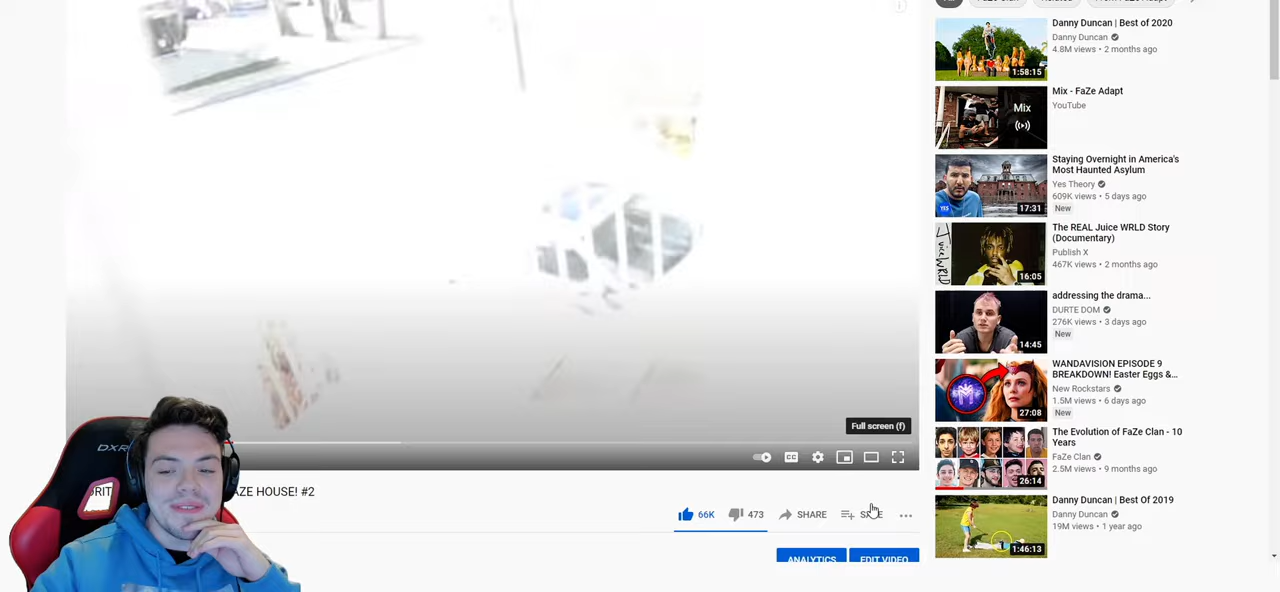 Danny Duncan | Best of 2020
Danny Duncan
4.8M views • 2 months ago
1:58:15
Mix - FaZe Adapt
YouTube
Mix
Staying Overnight in America's
Most Haunted Asylum
Yes Theory
609K views • 5 days ago
New
YES
17:31
The REAL Juice WRLD Story
(Documentary)
Publish X
467K views • 2 months ago
16:05
addressing the drama...
DURTE DOM
276K views • 3 days ago
New
14:45
WANDAVISION EPISODE 9
BREAKDOWN! Easter Eggs &...
New Rockstars
1.5M views • 6 days ago
New
27:08
The Evolution of FaZe Clan - 10
Years
FaZe Clan
2.5M views • 9 months ago
26:14
Danny Duncan | Best Of 2019
Danny Duncan
19M views • 1 year ago
1:46:13
Full screen (f)
CC
DXR
AZE HOUSE! #2
66K
473
SHARE
ANALYTICS
EDIT VIDEO